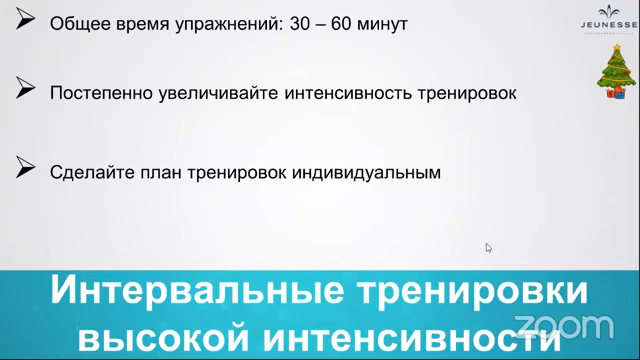 Общее время упражнений: 30 – 60 минут
JEUNESSE
Постепенно увеличивайте интенсивность тренировок
Сделайте план тренировок индивидуальным
Интервальные тренировки
высокой интенсивности
zoom